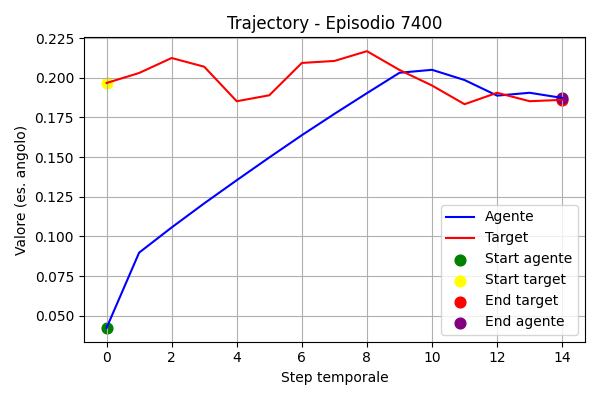 Trajectory - Episodio 7400
Valore (es. angolo)
0.225
0.200
0.175
0.150
0.125
0.100
0.075
0.050
Agente
Target
Start agente
Start target
End target
End agente
0 2 4 6 8 10 12 14
Step temporale